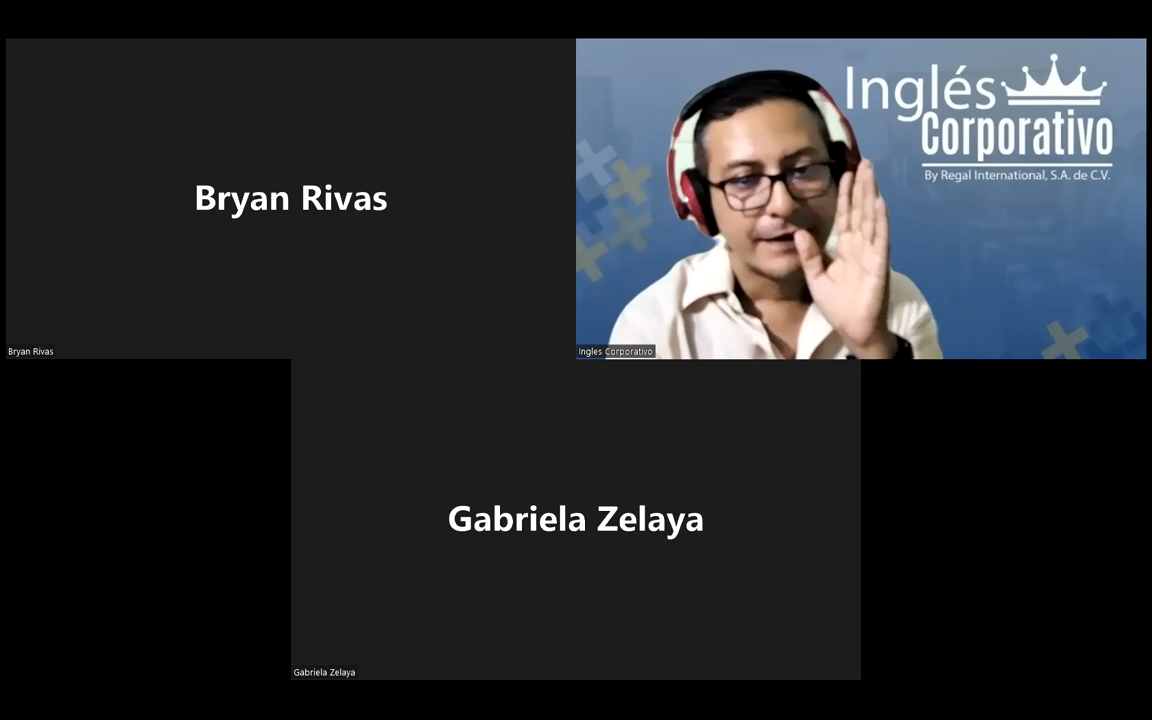 Bryan Rivas
Bryan Rivas
Inglés
Corporativo
By Regal International, S.A. de C.V.
Ingles Corporativo
Gabriela Zelaya
Gabriela Zelaya